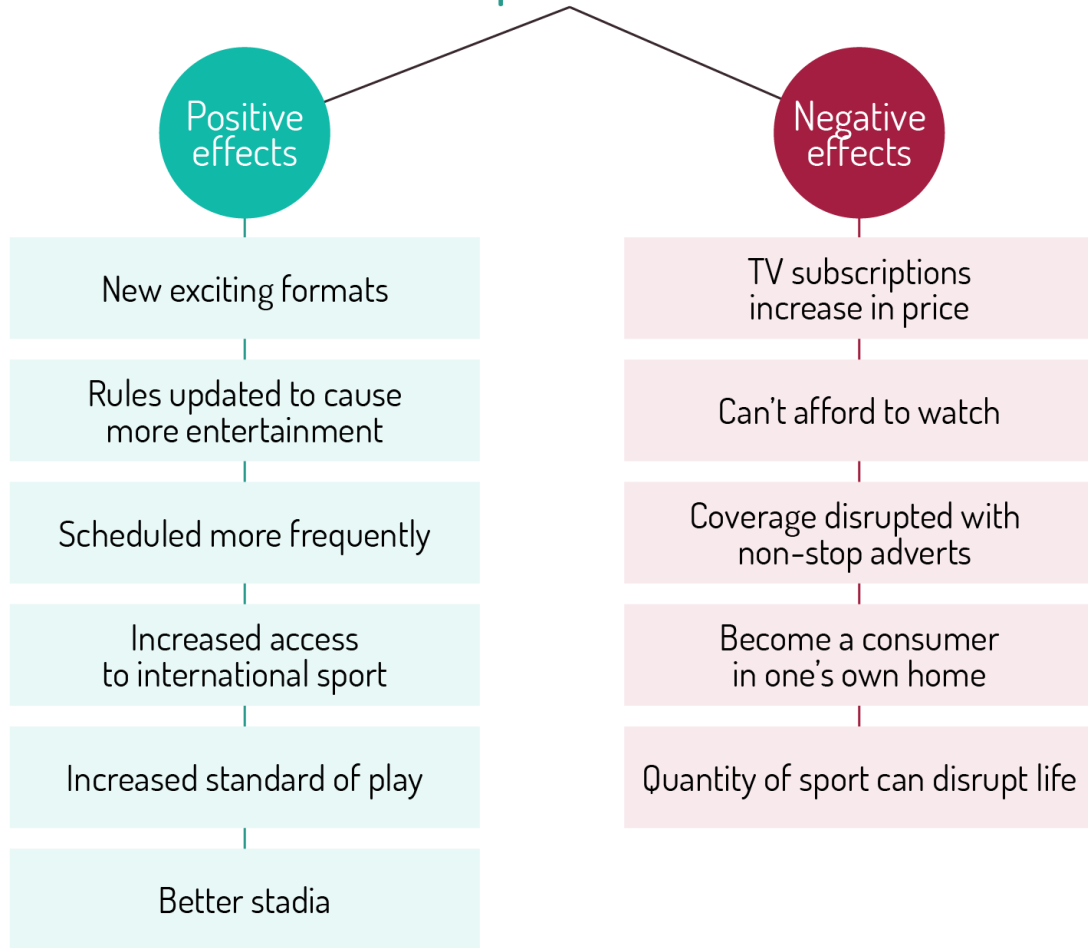 Positive
effects
New exciting formats
Rules updated to cause
more entertainment
Scheduled more frequently
Increased access
to international sport
Increased standard of play
Better stadia
Negative
effects
TV subscriptions
increase in price
Can't afford to watch
Coverage disrupted with
non-stop adverts
Become a consumer
in one's own home
Quantity of sport can disrupt life